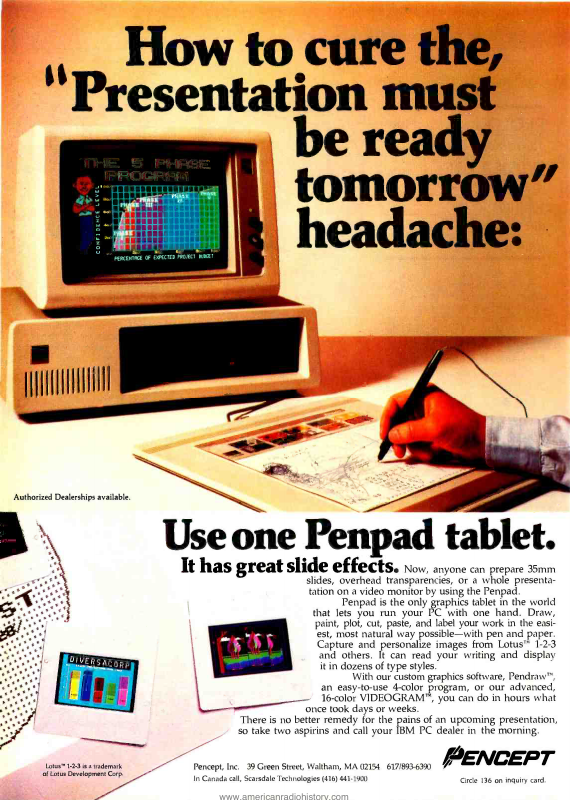 How to cure the,
"Presentation must
be ready
tomorrow"
headache:
THE 5 PHASE
PROGRAM
CONFIDENCE LEVEL
PHASE
PHASE
PHASE
PHASE
PERCENTAGE OF EXPECTED PROJECT BUDGET
Authorized Dealerships available.
Use one Penpad tablet.
It has great slide effects. Now, anyone can prepare 35mm
slides, overhead transparencies, or a whole presenta-
tation on a video monitor by using the Penpad.
Penpad is the only graphics tablet in the world
that lets you run your PC with one hand. Draw,
paint, plot, cut, paste, and label your work in the easi-
est, most natural way possible—with pen and paper.
Capture and personalize images from Lotus™ 1-2-3
and others. It can read your writing and display
it in dozens of type styles.
With our custom graphics software, Pendraw™,
an easy-to-use 4-color program, or our advanced,
16-color VIDEOGRAM™, you can do in hours what
once took days or weeks.
There is no better remedy for the pains of an upcoming presentation,
so take two aspirins and call your IBM PC dealer in the morning.
ST
DIVERSACORP
Lotus™ 1-2-3 is a trademark
of Lotus Development Corp.
Pencept, Inc. 39 Green Street, Waltham, MA 02154 617/893-6390
In Canada call, Scarsdale Technologies (416) 441-1900
PENCEPT
Circle 136 on inquiry card.
www.americanradiohistory.com